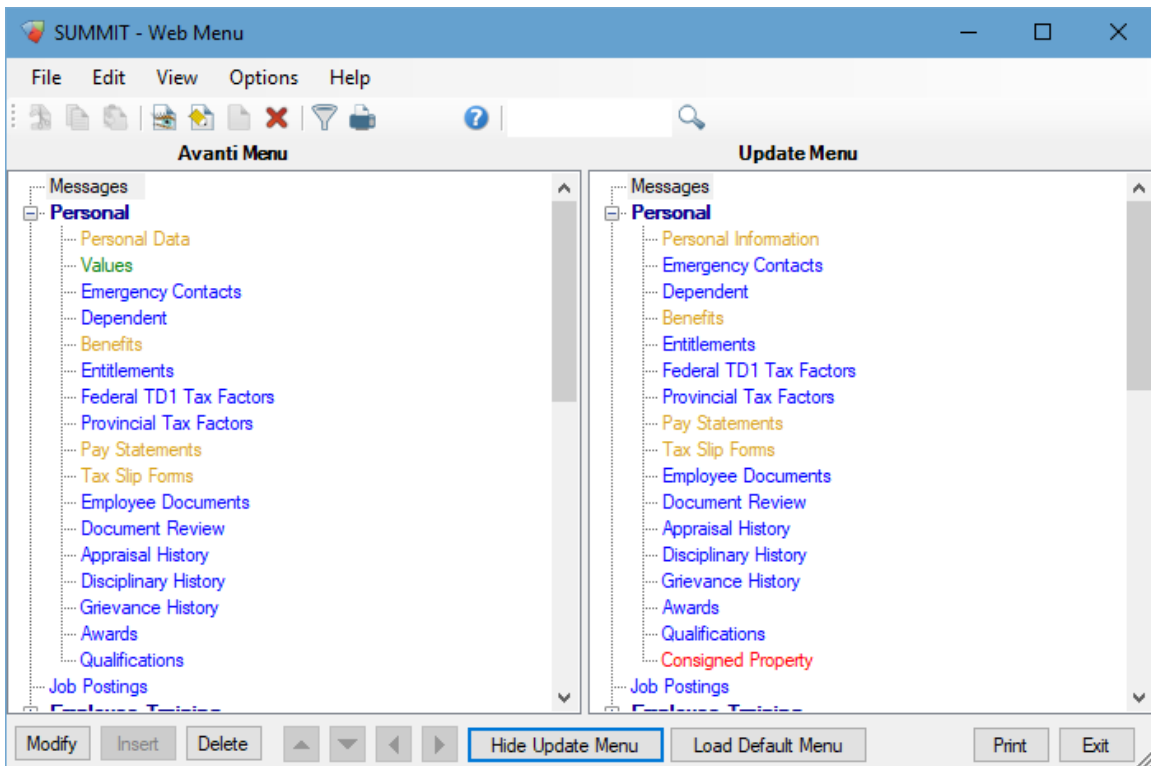 SUMMIT - Web Menu
File Edit View Options Help
Avanti Menu
Messages
Personal
Personal Data
Values
Emergency Contacts
Dependent
Benefits
Entitlements
Federal TD1 Tax Factors
Provincial Tax Factors
Pay Statements
Tax Slip Forms
Employee Documents
Document Review
Appraisal History
Disciplinary History
Grievance History
Awards
Qualifications
Job Postings
Employee Training
Update Menu
Messages
Personal
Personal Information
Emergency Contacts
Dependent
Benefits
Entitlements
Federal TD1 Tax Factors
Provincial Tax Factors
Pay Statements
Tax Slip Forms
Employee Documents
Document Review
Appraisal History
Disciplinary History
Grievance History
Awards
Qualifications
Consigned Property
Job Postings
Employee Training
Modify Insert Delete Hide Update Menu Load Default Menu Print Exit